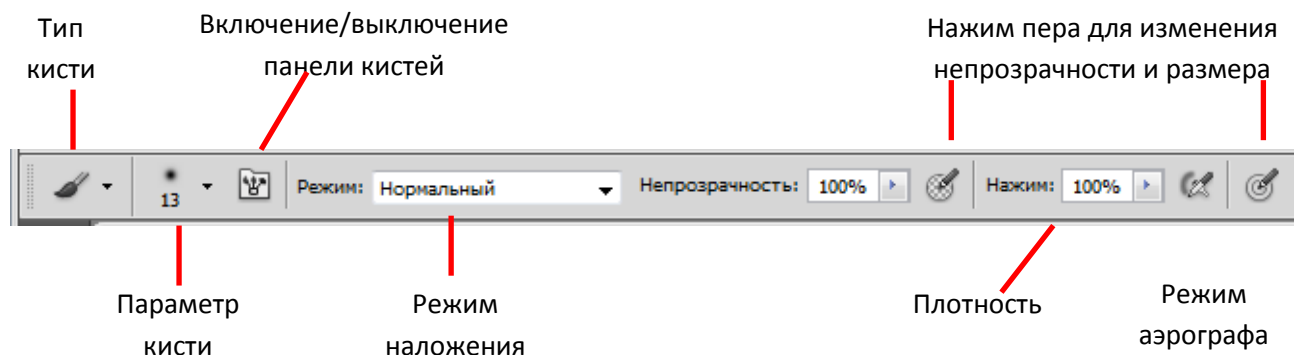 Тип
кисти
Включение/выключение
панели кистей
Нажим пера для изменения
непрозрачности и размера
13
Режим: Нормальный Непрозрачность: 100% Нажим: 100%
Параметр
кисти
Режим
наложения
Плотность
Режим
аэрографа